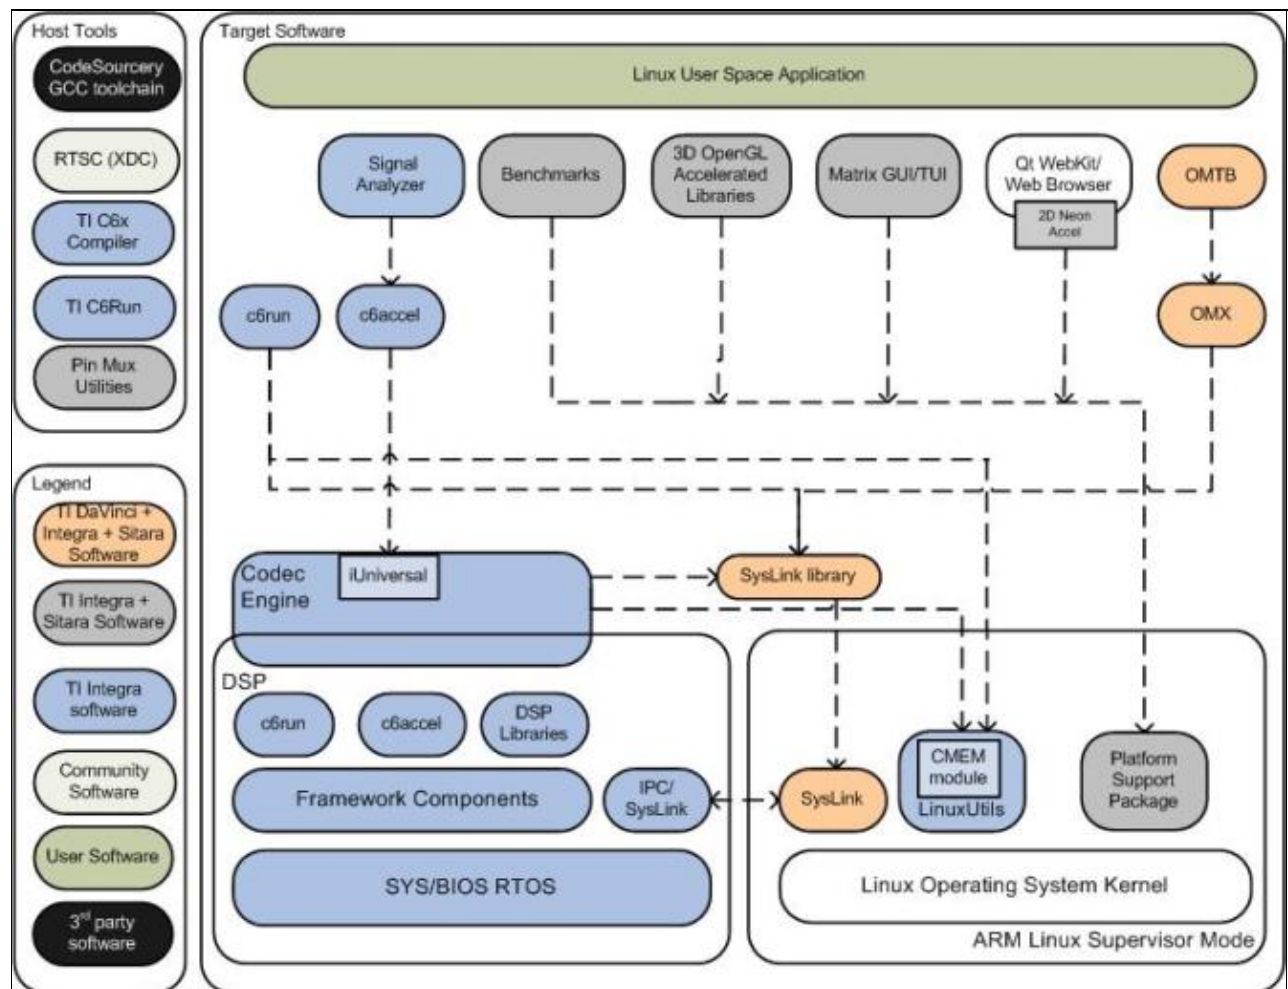 Host Tools
CodeSourcery
GCC toolchain
RTSC (XDC)
TI C6x
Compiler
TI C6Run
Pin Mux
Utilities
Legend
TI DaVinci +
Integra + Sitara
Software
TI Integra +
Sitara Software
TI Integra
software
Community
Software
User Software
3rd party
software
Target Software
Linux User Space Application
Signal
Analyzer
Benchmarks
3D OpenGL
Accelerated
Libraries
Matrix GUI/TUI
Qt WebKit/
Web Browser
2D Neon
Accel
OMTB
c6run
c6accel
OMX
Codec
Engine
iUniversal
SysLink library
DSP
c6run
c6accel
DSP
Libraries
Framework Components
IPC/
SysLink
SYS/BIOS RTOS
SysLink
CMEM
module
LinuxUtils
Platform
Support
Package
Linux Operating System Kernel
ARM Linux Supervisor Mode